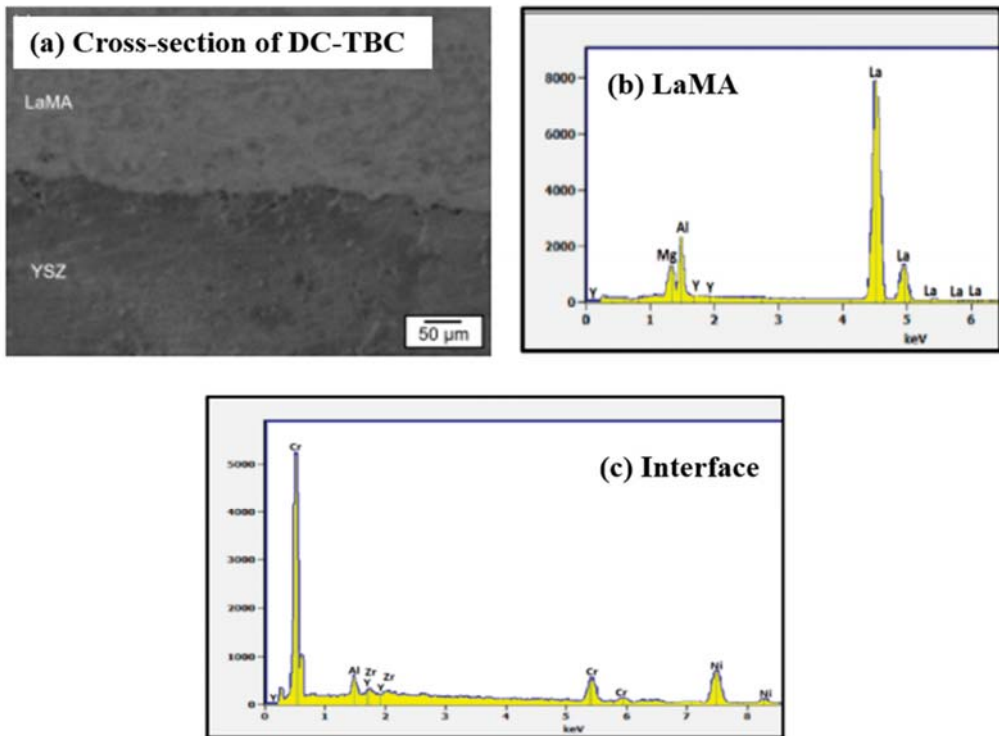 (a) Cross-section of DC-TBC
LaMA
YSZ
50 µm
(b) LaMA
8000
6000
4000
2000
0
La
Al
Mg
La
Y
Y
Y
La
La
La
0 1 2 3 4 5 6
keV
(c) Interface
5000
4000
3000
2000
1000
0
Cr
Al
Zr
Zr
Y
Y
Y
Cr
Cr
Ni
Ni
0 1 2 3 4 5 6 7 8
keV